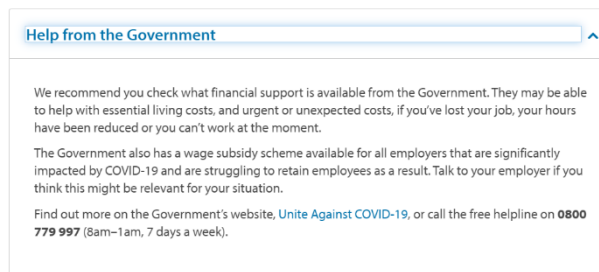 Help from the Government
We recommend you check what financial support is available from the Government. They may be able
to help with essential living costs, and urgent or unexpected costs, if you've lost your job, your hours
have been reduced or you can't work at the moment.
The Government also has a wage subsidy scheme available for all employers that are significantly
impacted by COVID-19 and are struggling to retain employees as a result. Talk to your employer if you
think this might be relevant for your situation.
Find out more on the Government's website, Unite Against COVID-19, or call the free helpline on 0800
779 997 (8am–1am, 7 days a week).